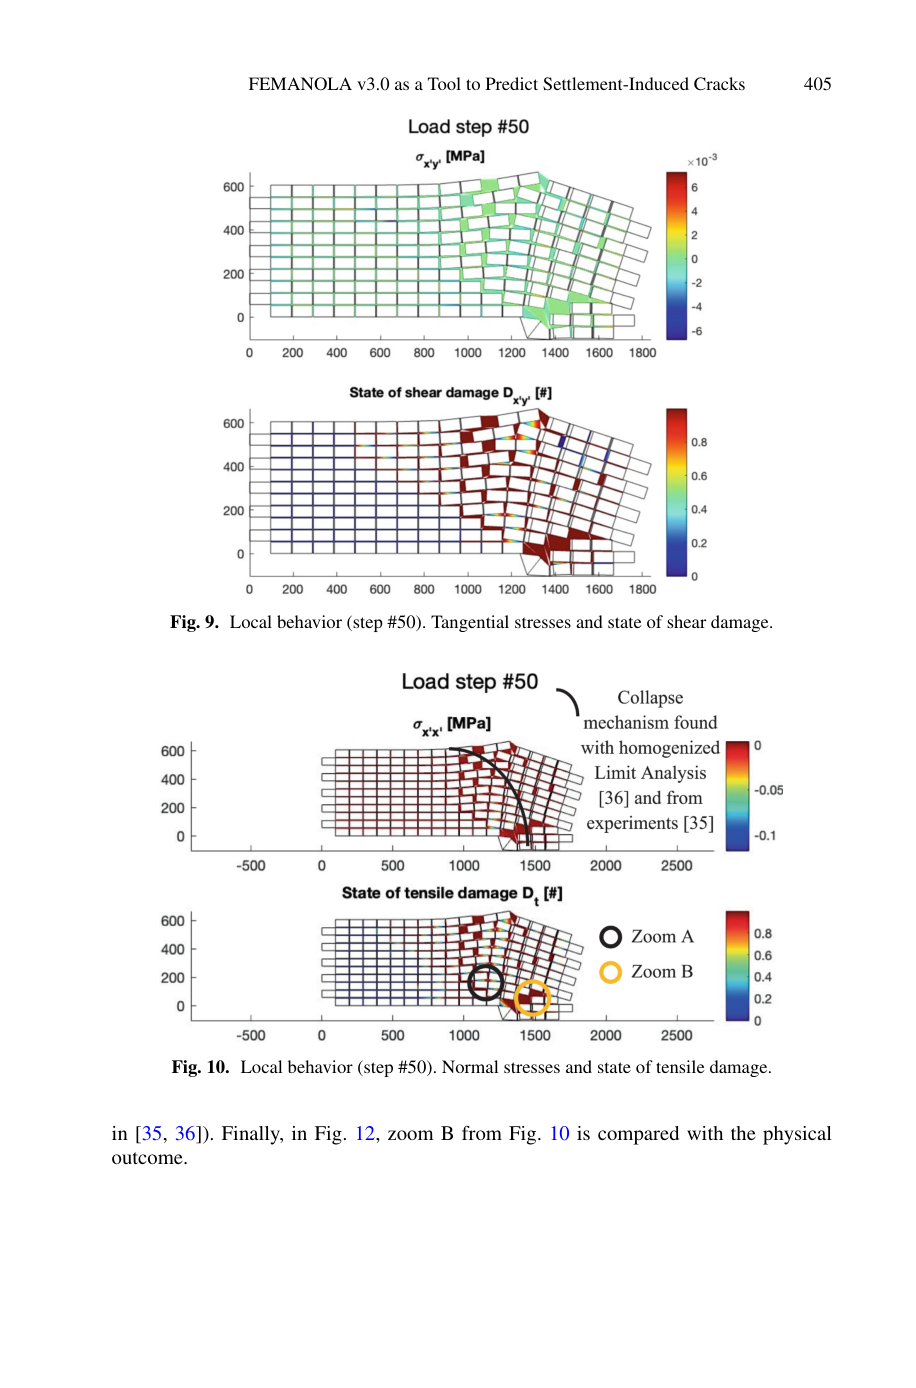 FEMANOLA v3.0 as a Tool to Predict Settlement-Induced Cracks 405
Load step #50
σx'y' [MPa]
×10-3
600
400
200
0
0 200 400 600 800 1000 1200 1400 1600 1800
6
4
2
0
-2
-4
-6
State of shear damage Dx'y' [#]
600
400
200
0
0 200 400 600 800 1000 1200 1400 1600 1800
0.8
0.6
0.4
0.2
0
Fig. 9. Local behavior (step #50). Tangential stresses and state of shear damage.
Load step #50
σx'x' [MPa]
Collapse
mechanism found
with homogenized
Limit Analysis
[36] and from
experiments [35]
600
400
200
0
-500 0 500 1000 1500 2000 2500
0
-0.05
-0.1
State of tensile damage Dt [#]
600
400
200
0
-500 0 500 1000 1500 2000 2500
Zoom A
Zoom B
0.8
0.6
0.4
0.2
0
Fig. 10. Local behavior (step #50). Normal stresses and state of tensile damage.
in [35, 36]). Finally, in Fig. 12, zoom B from Fig. 10 is compared with the physical
outcome.